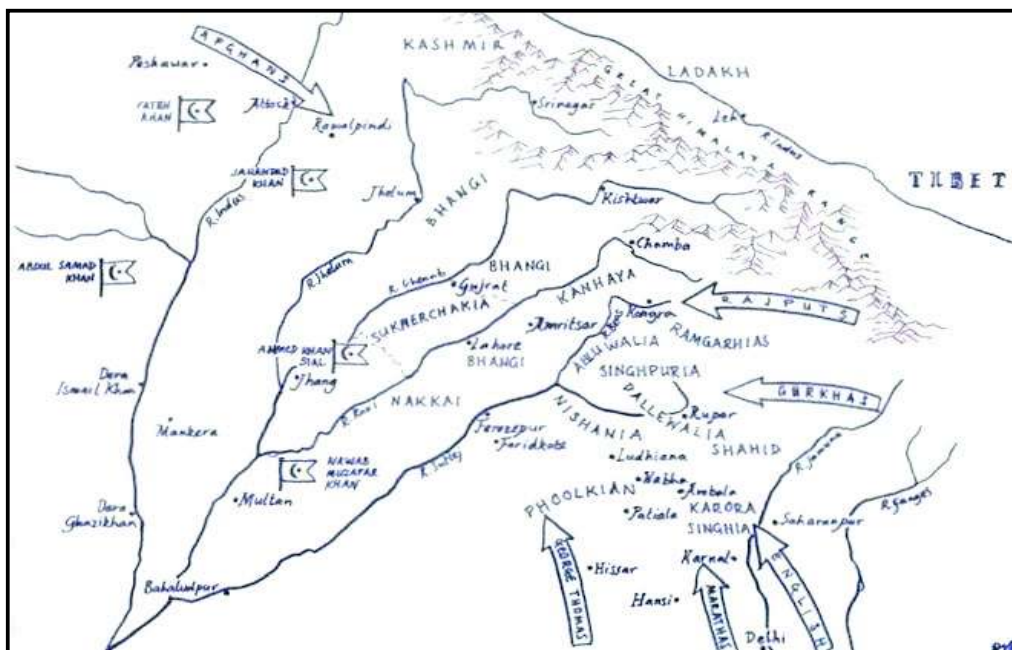 KASHMIR
AFGHANS
LADAKH
Peshawar
GREAT HIMALAYA RANGE
FATEH
KHAN
Attock
Srinagar
Leh
R. Indus
Rawalpindi
TIBET
JAHANDAD
KHAN
Jhelum
BHANGI
Kishtwar
R. Indus
Chamba
ABDUL SAMAD
KHAN
R. Jhelum
R. Chenab
BHANGI
Gujrat
KANHAYA
SUKHERCHAKIA
Kangra
RAJPUTS
Amritsar
RAMGARHIAS
AHLUWALIA
AHMED KHAN
SIAL
Lahore
BHANGI
SINGHPURIA
Jhang
Dera
Ismail Khan
NAKKAI
R. Ravi
DALLEWALIA
GURKHAS
NISHANIA
Rupar
Mankera
Ferozepur
Faridkote
SHAHID
R. Sutlej
Ludhiana
R. Jamuna
NAWAB
MUZAFAR
KHAN
Nabha
Ambala
R. Ganges
Multan
PHOOLKIAN
Patiala
KARORA
SINGHIA
Saharanpur
Dera
Ghazikhan
GEORGE THOMAS
Karnal
ENGLISH
Hissar
MARATHAS
Bahawalpur
Hansi
Delhi